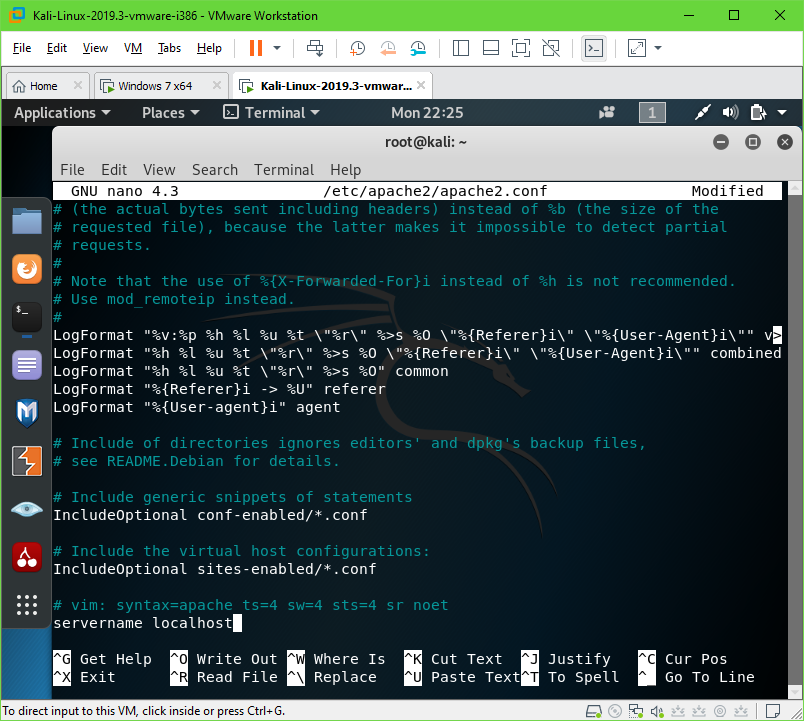 Kali-Linux-2019.3-vmware-i386 - VMware Workstation
File Edit View VM Tabs Help
Home Windows 7 x64 Kali-Linux-2019.3-vmwar...
Applications Places Terminal Mon 22:25 1
root@kali: ~
File Edit View Search Terminal Help
GNU nano 4.3 /etc/apache2/apache2.conf Modified
# (the actual bytes sent including headers) instead of %b (the size of the
# requested file), because the latter makes it impossible to detect partial
# requests.
#
# Note that the use of %{X-Forwarded-For}i instead of %h is not recommended.
# Use mod_remoteip instead.
#
LogFormat "%v:%p %h %l %u %t \"%r\" %>s %O \"%{Referer}i\" \"%{User-Agent}i\"" v>
LogFormat "%h %l %u %t \"%r\" %>s %O \"%{Referer}i\" \"%{User-Agent}i\"" combined
LogFormat "%h %l %u %t \"%r\" %>s %O" common
LogFormat "%{Referer}i -> %U" referer
LogFormat "%{User-agent}i" agent
# Include of directories ignores editors' and dpkg's backup files,
# see README.Debian for details.
# Include generic snippets of statements
IncludeOptional conf-enabled/*.conf
# Include the virtual host configurations:
IncludeOptional sites-enabled/*.conf
# vim: syntax=apache ts=4 sw=4 sts=4 sr noet
servername localhost
^G Get Help ^O Write Out ^W Where Is ^K Cut Text ^J Justify ^C Cur Pos
^X Exit ^R Read File ^\ Replace ^U Paste Text ^T To Spell ^_ Go To Line
To direct input to this VM, click inside or press Ctrl+G.